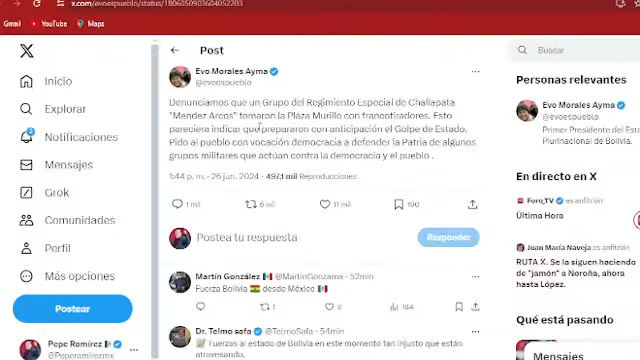 x.com/evoespueblo/status/1806050903604052203
Gmail
YouTube
Maps
X
Inicio
Explorar
2
Notificaciones
Mensajes
Grok
Comunidades
Perfil
Más opciones
Postear
Pepe Ramírez
@Peperamirezmx
Post
Evo Morales Ayma
@evoespueblo
Denunciamos que un Grupo del Regimiento Especial de Challapata
"Mendez Arcos" tomaron la Plaza Murillo con francotiradores. Esto
pareciera indicar que prepararon con anticipación el Golpe de Estado.
Pido al pueblo con vocación democracia a defender la Patria de algunos
grupos militares que actúan contra la democracia y el pueblo .
1:44 p. m. · 26 jun. 2024 · 497,1 mil Reproducciones
1 mil
6 mil
11 mil
190
Postea tu respuesta
Responder
Martín González @MartinGonzama · 52min
Fuerza Bolivia desde México
1
8
184
Dr. Telmo safa @TelmoSafa · 54min
Fuerzas al estado de Bolivia en este momento tan injusto que están
atravesando.
Buscar
Personas relevantes
Evo Morales Ayma
@evoespueblo
Primer Presidente del Est
Plurinacional de Bolivia.
En directo en X
Foro_TV es anfitrión
Última Hora
Juan María Naveja es anfitrión
RUTA X. Se la siguen haciendo
de "jamón" a Noroña, ahora
hasta López.
Qué está pasando
Mensajes